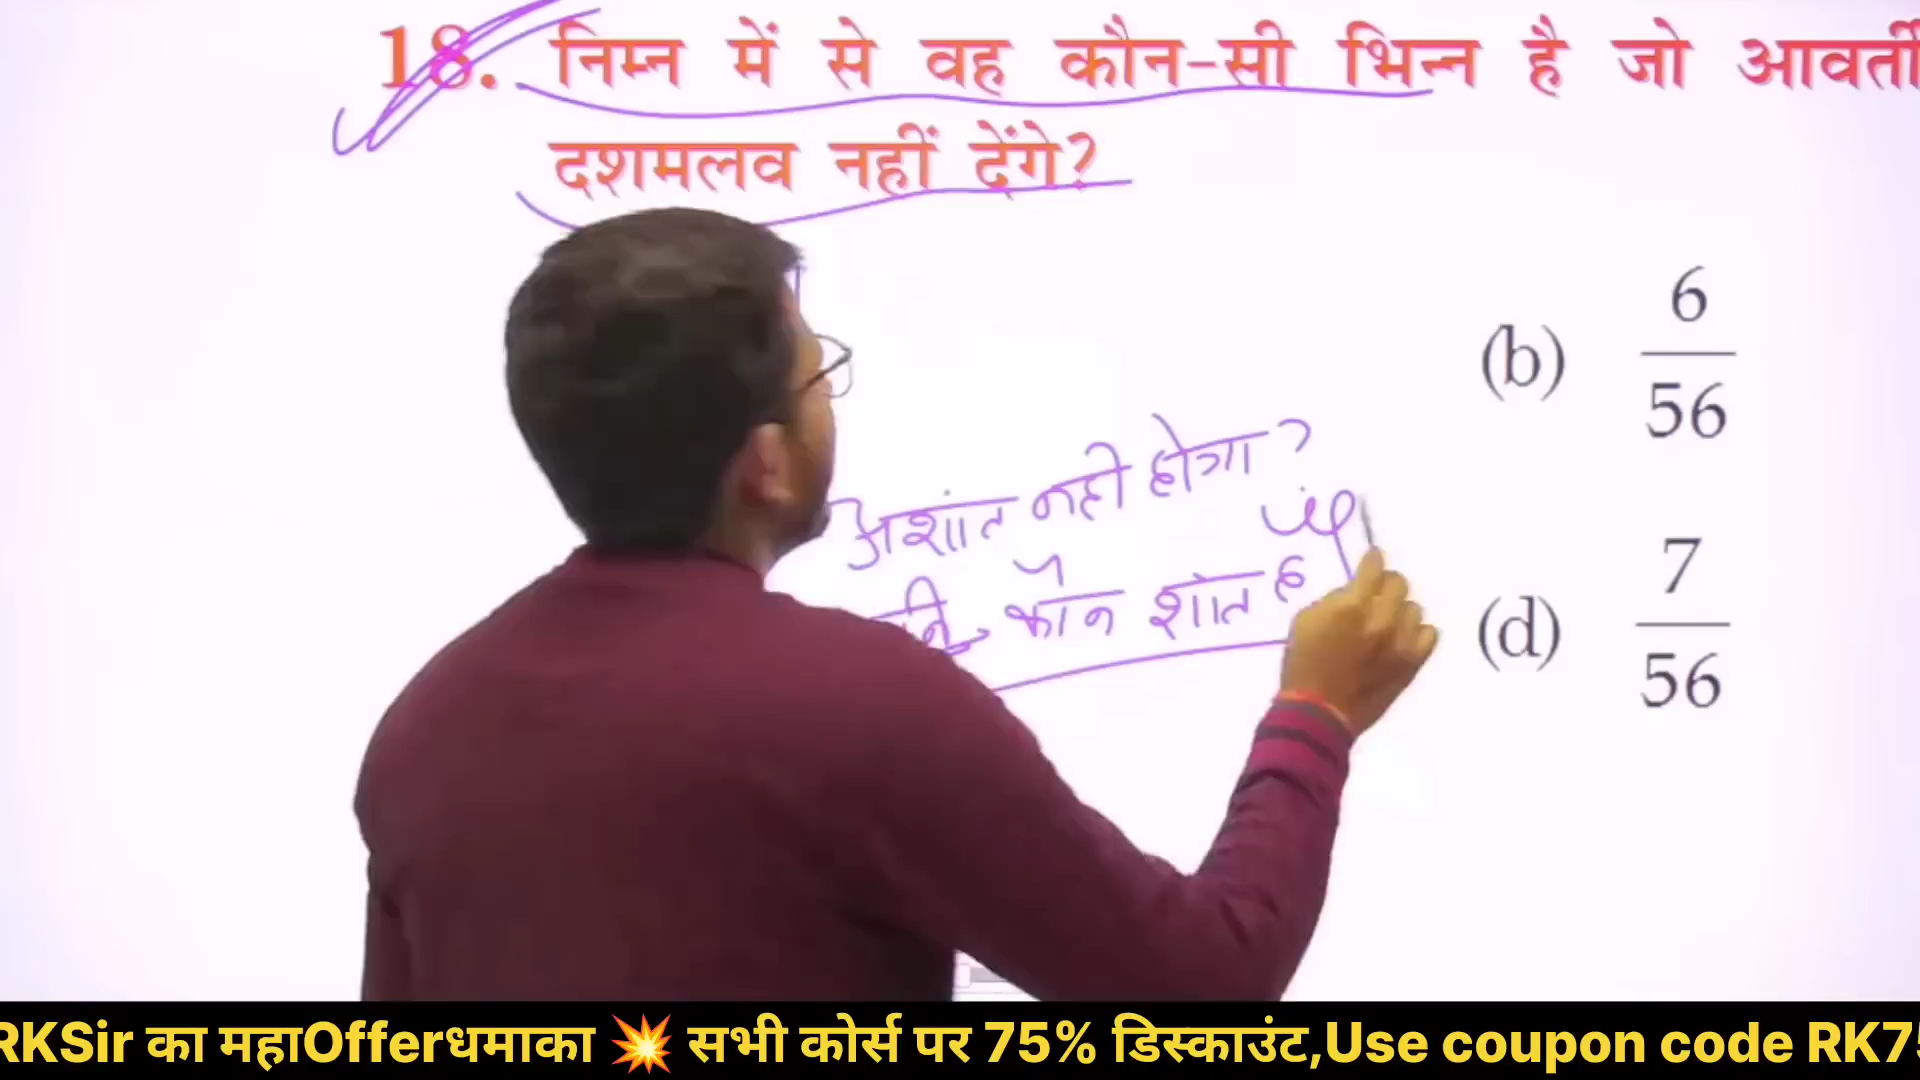 18. निम्न में से वह कौन-सी भिन्न है जो आवर्ती
दशमलव नहीं देंगे?
(b) 6/56
अशांत नही होगा?
कौन शांत है
(d) 7/56
RKSir का महाOfferधमाका 💥 सभी कोर्स पर 75% डिस्काउंट,Use coupon code RK75